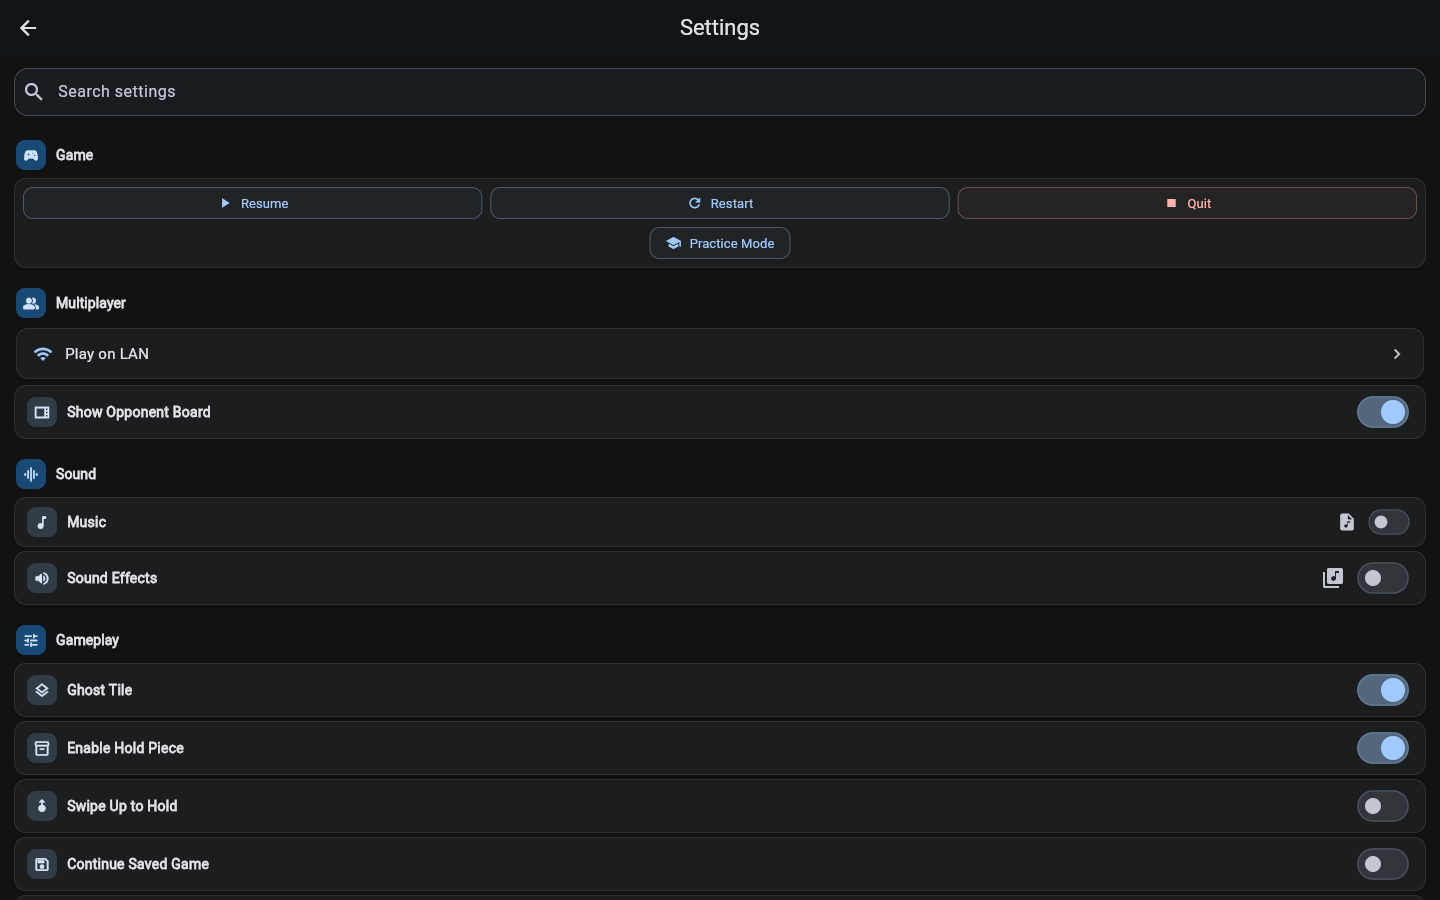 Settings
Search settings
Game
Resume
Restart
Quit
Practice Mode
Multiplayer
Play on LAN
Show Opponent Board
Sound
Music
Sound Effects
Gameplay
Ghost Tile
Enable Hold Piece
Swipe Up to Hold
Continue Saved Game